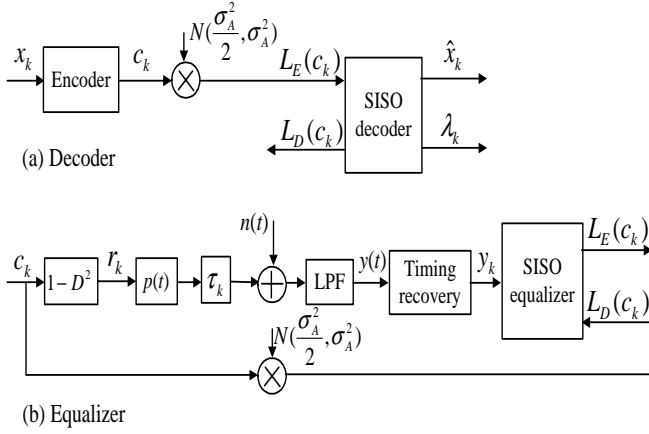 x_k Encoder c_k N(σ_A^2/2, σ_A^2) L_E(c_k) SISO decoder x̂_k
L_D(c_k) λ̂_k
(a) Decoder
c_k 1−D^2 r_k p(t) τ_k n(t) LPF y(t) Timing recovery y_k SISO equalizer L_E(c_k)
L_D(c_k)
N(σ_A^2/2, σ_A^2)
(b) Equalizer